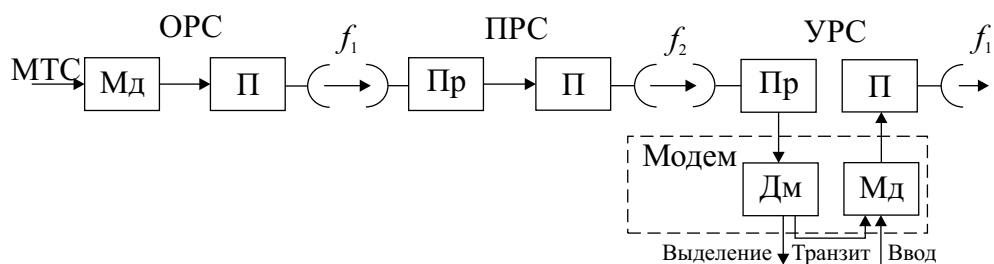 ОРС ПРС УРС
f₁ f₂ f₁
МТС Мд П Пр П Пр П
Модем
Дм Мд
Выделение Транзит Ввод